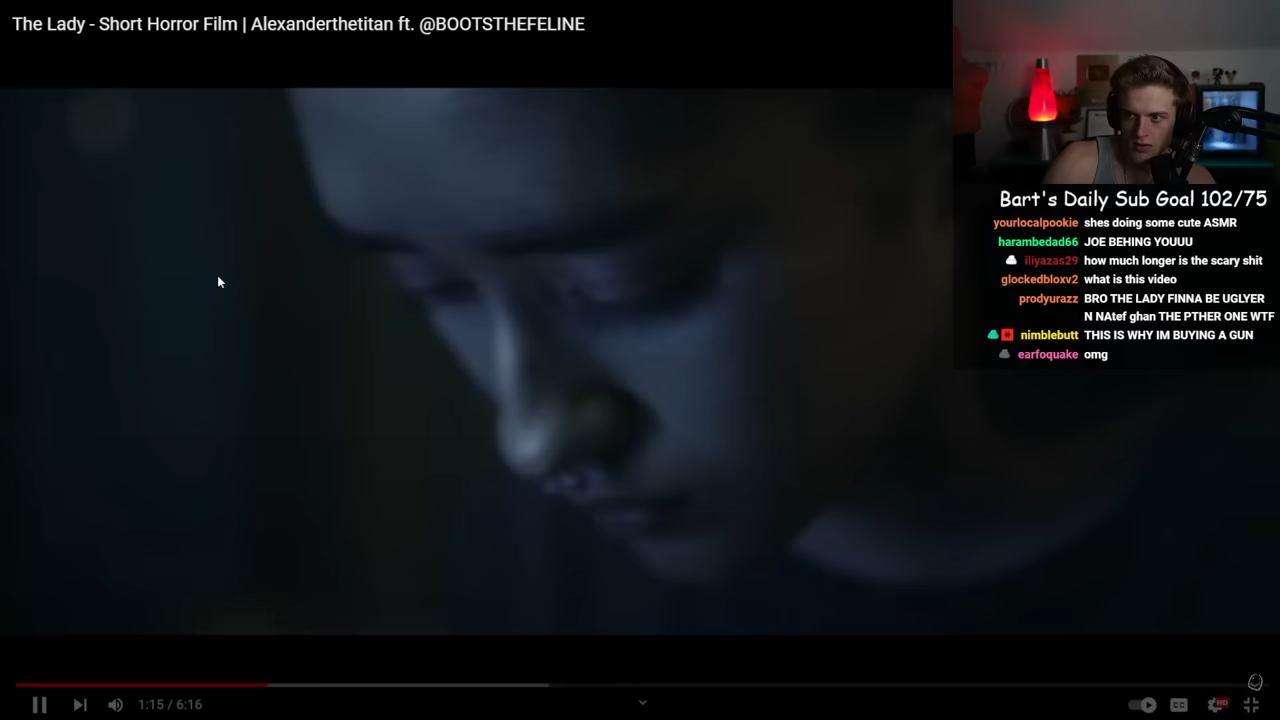 The Lady - Short Horror Film | Alexanderthetitan ft. @BOOTSTHEFELINE
Bart's Daily Sub Goal 102/75
yourlocalpookie shes doing some cute ASMR
harambedad66 JOE BEHING YOUUU
iliyazas29 how much longer is the scary shit
glockedbloxv2 what is this video
prodyurazz BRO THE LADY FINNA BE UGLYER
N NAtef ghan THE PTHER ONE WTF
nimblebutt THIS IS WHY IM BUYING A GUN
earfoquake omg
1:15 / 6:16
CC
HD